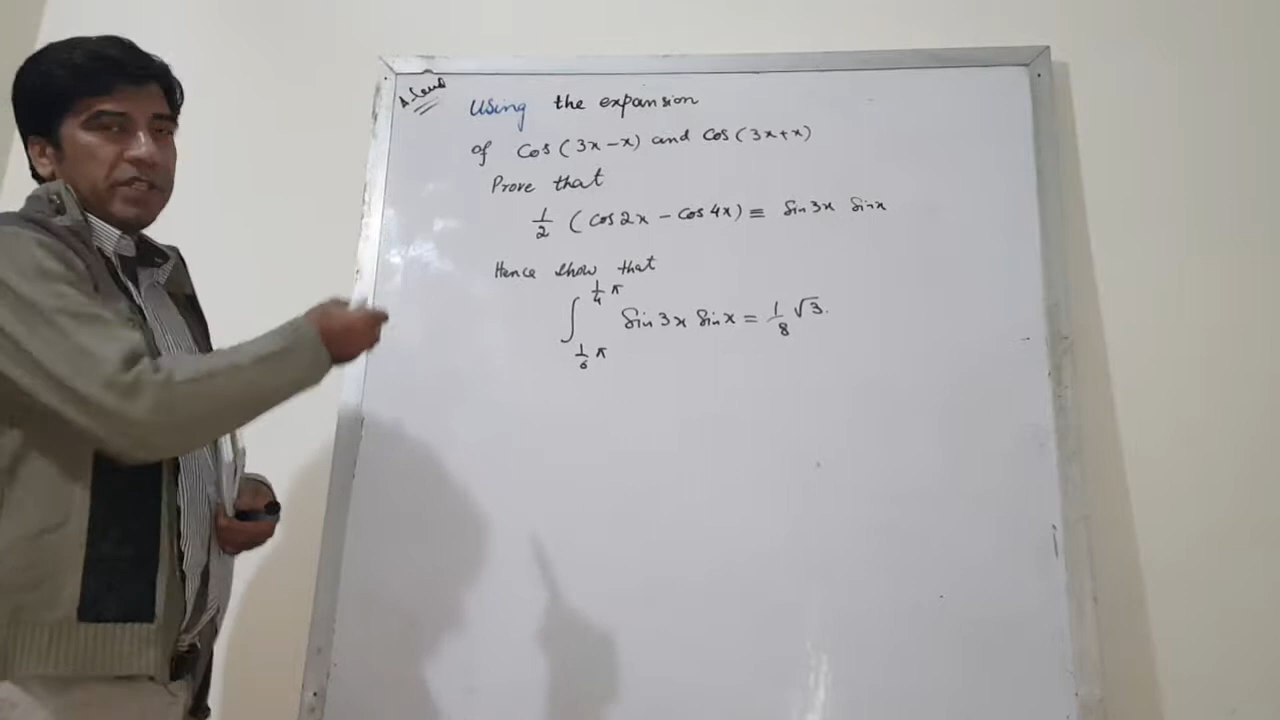 Using the expansion
of Cos (3x-x) and Cos (3x+x)
Prove that
1/2 (Cos 2x - Cos 4x) ≡ Sin 3x Sin x
Hence show that
∫_{1/6 π}^{1/4 π} Sin 3x Sin x = 1/8 √3.